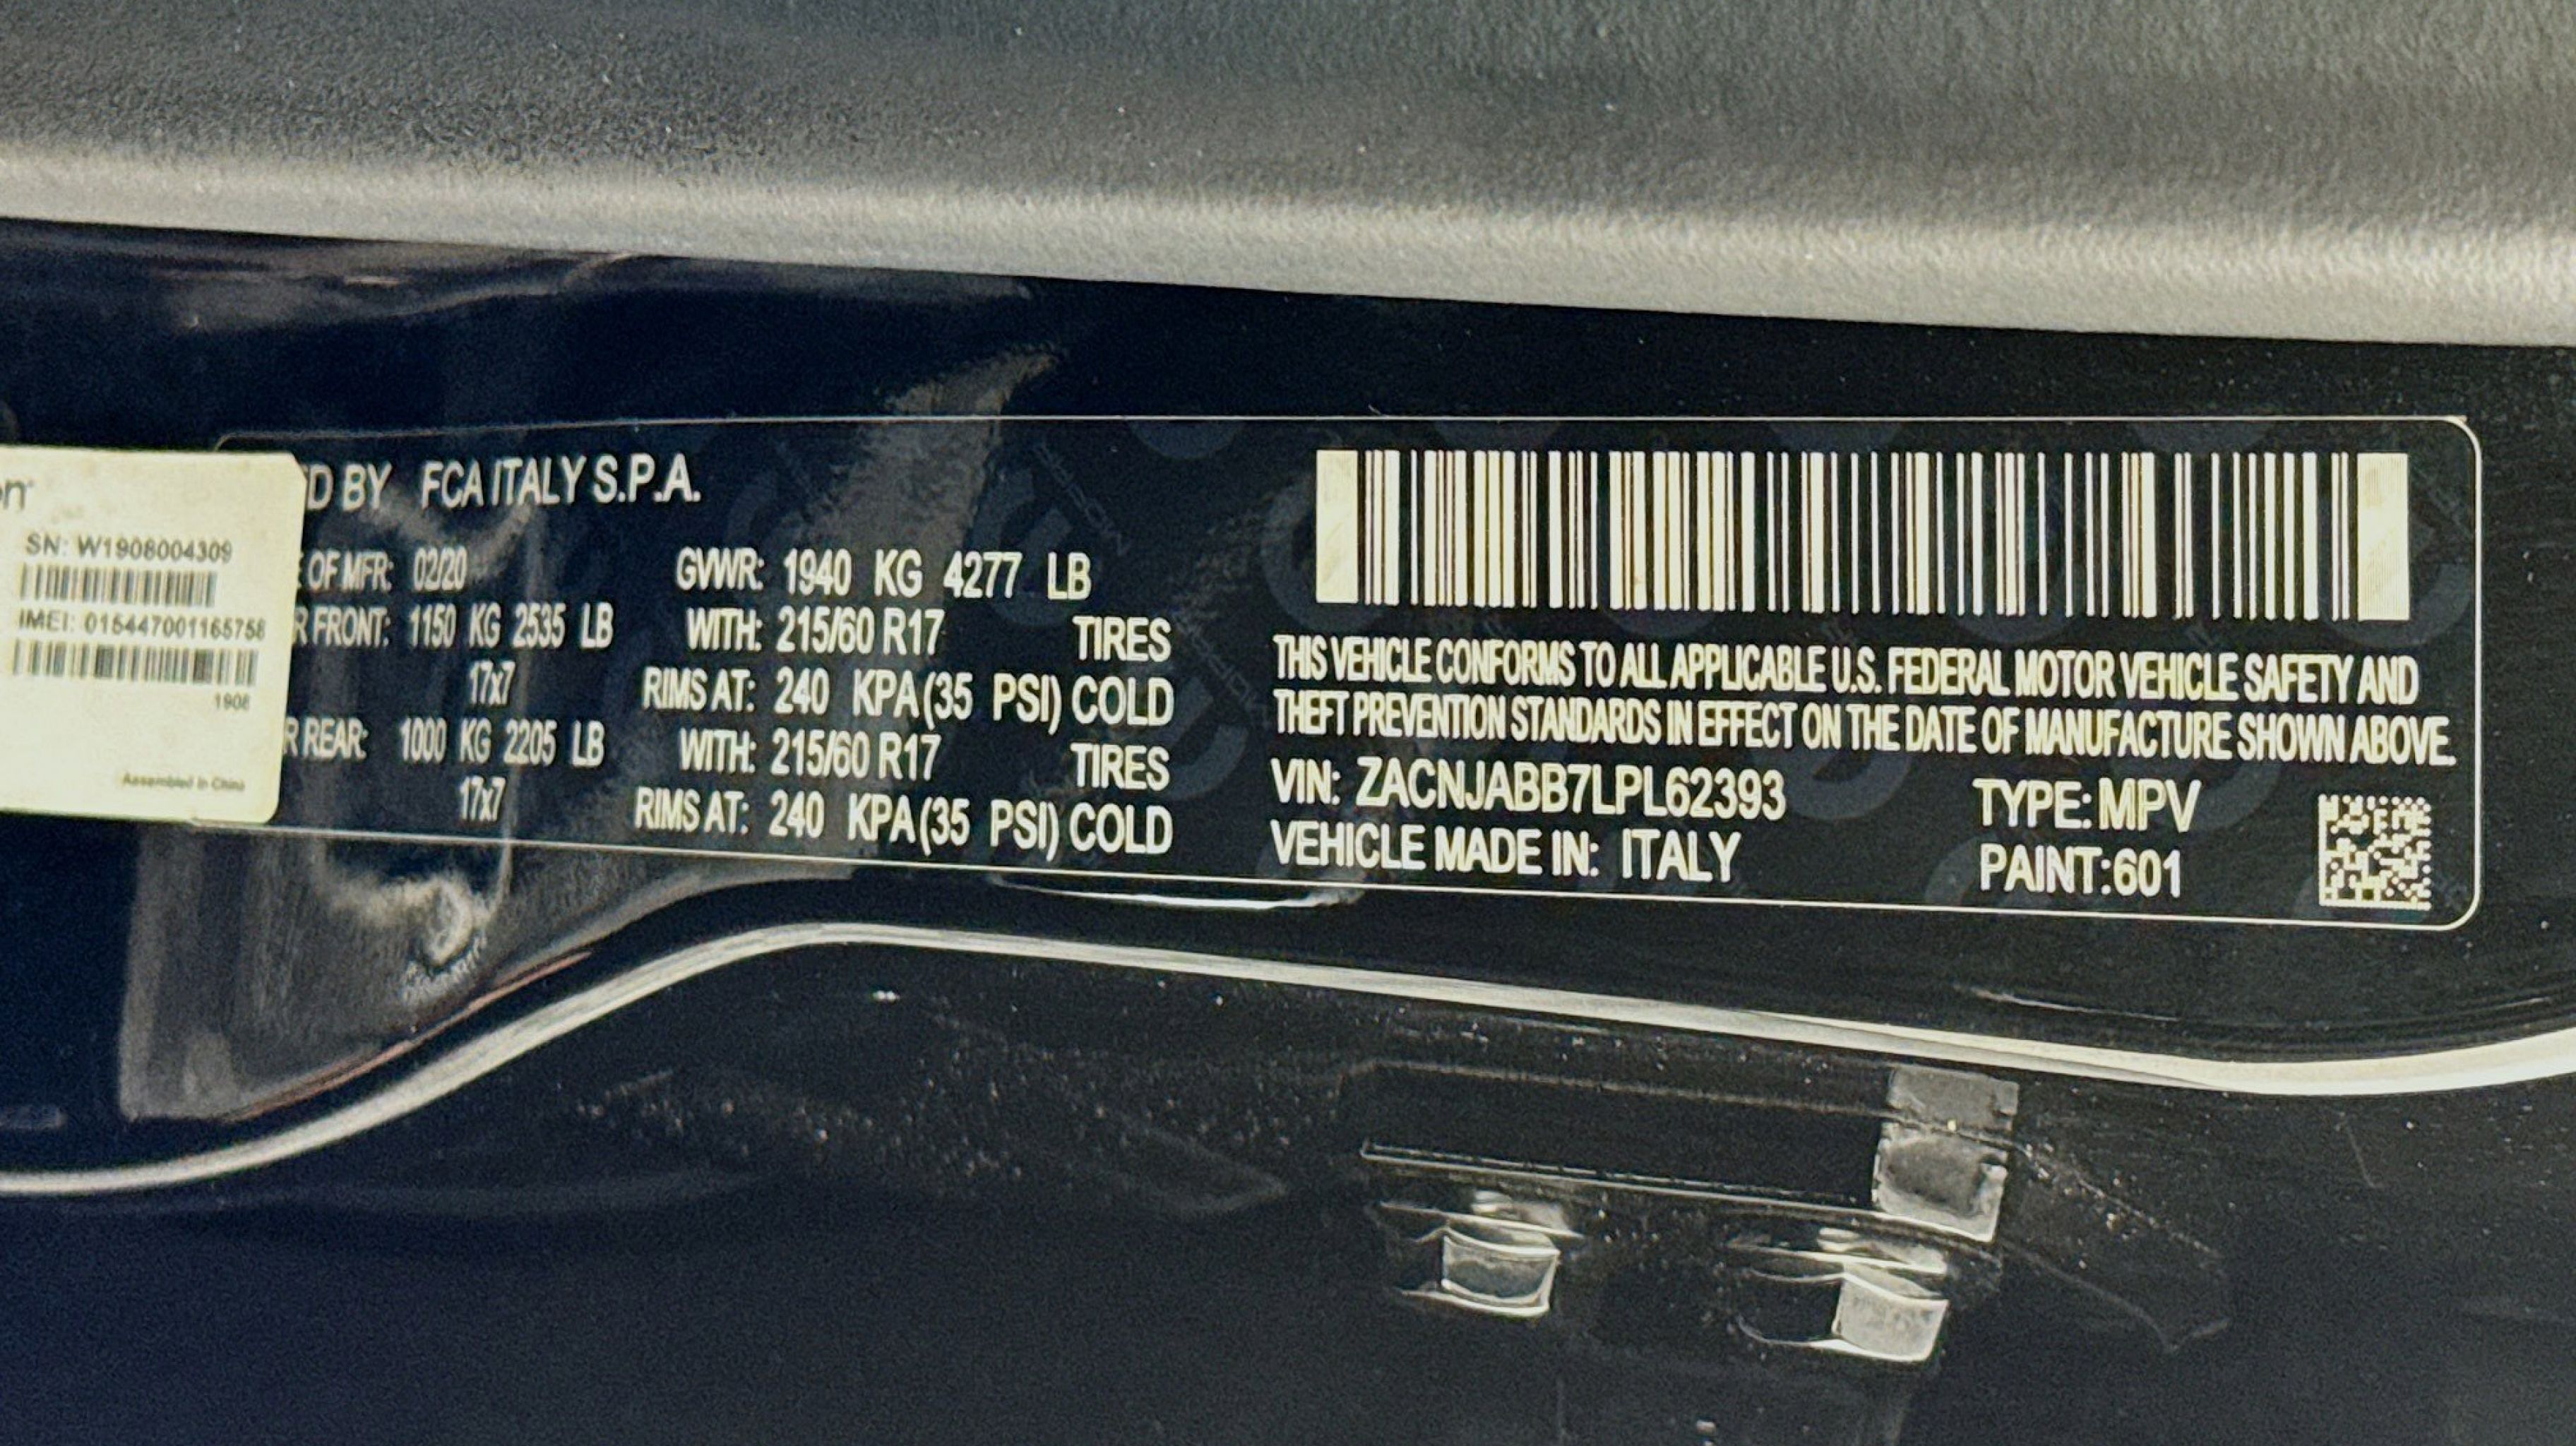 SN: W1908004309
IMEI: 015447001165758
1908
Assembled in China
D BY FCA ITALY S.P.A.
OF MFR: 02/20 GVWR: 1940 KG 4277 LB
R FRONT: 1150 KG 2535 LB WITH: 215/60 R17 TIRES
17x7 RIMS AT: 240 KPA (35 PSI) COLD
R REAR: 1000 KG 2205 LB WITH: 215/60 R17 TIRES
17x7 RIMS AT: 240 KPA (35 PSI) COLD
THIS VEHICLE CONFORMS TO ALL APPLICABLE U.S. FEDERAL MOTOR VEHICLE SAFETY AND
THEFT PREVENTION STANDARDS IN EFFECT ON THE DATE OF MANUFACTURE SHOWN ABOVE.
VIN: ZACNJABB7LPL62393 TYPE: MPV
VEHICLE MADE IN: ITALY PAINT:601